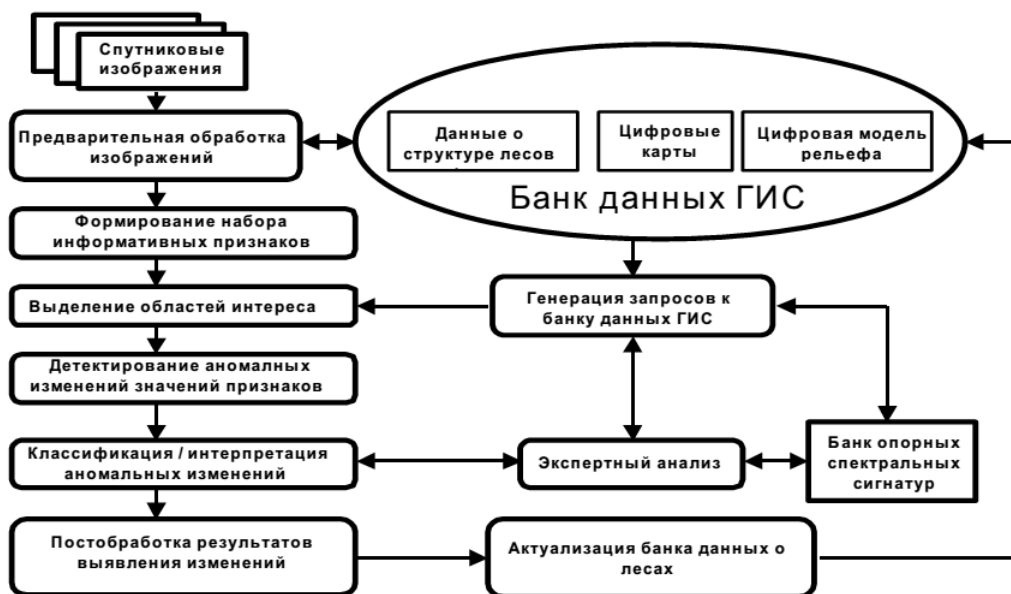 Спутниковые
изображения
Предварительная обработка
изображений
Данные о
структуре лесов
Цифровые
карты
Цифровая модель
рельефа
Банк данных ГИС
Формирование набора
информативных признаков
Выделение областей интереса
Генерация запросов к
банку данных ГИС
Детектирование аномалных
изменений значений признаков
Классификация / интерпретация
аномальных изменений
Экспертный анализ
Банк опорных
спектральных
сигнатур
Постобработка результатов
выявления изменений
Актуализация банка данных о
лесах